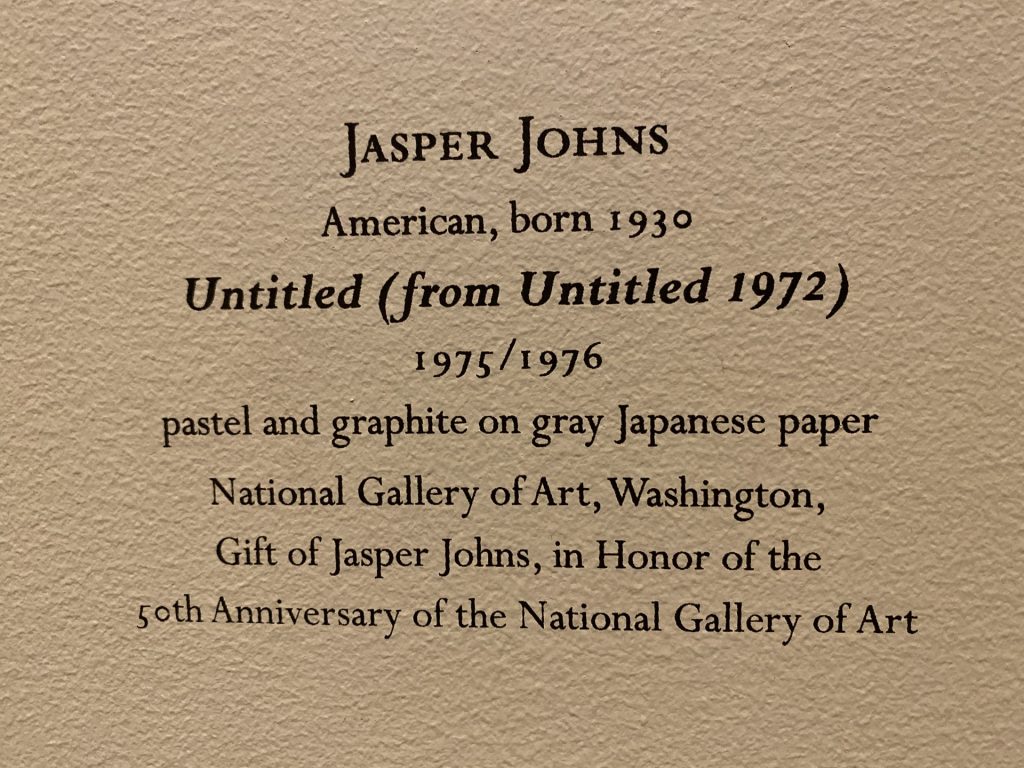 JASPER JOHNS
American, born 1930
Untitled (from Untitled 1972)
1975/1976
pastel and graphite on gray Japanese paper
National Gallery of Art, Washington,
Gift of Jasper Johns, in Honor of the
50th Anniversary of the National Gallery of Art